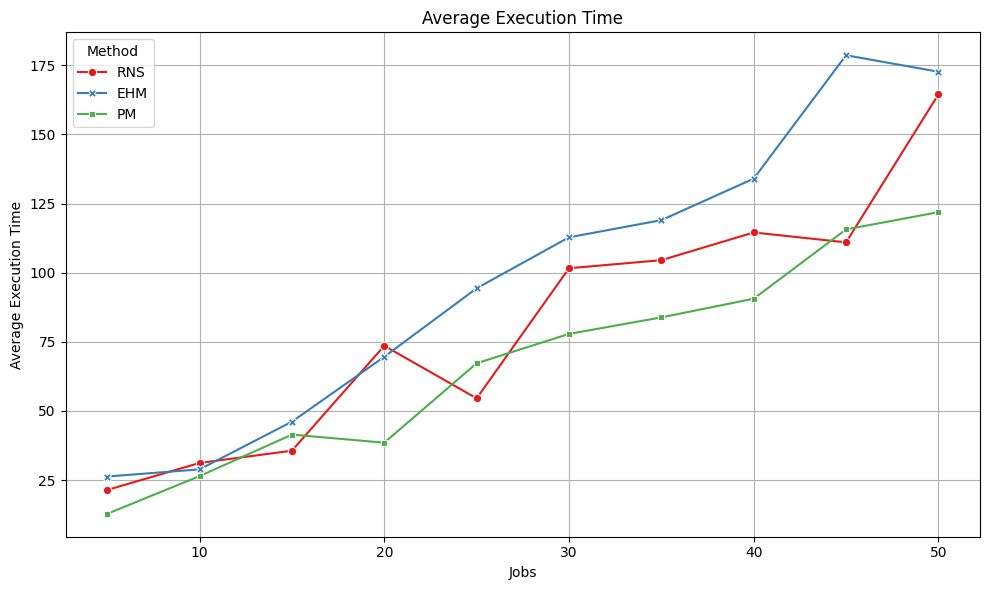 Average Execution Time
Method
RNS
EHM
PM
Average Execution Time
175
150
125
100
75
50
25
10 20 30 40 50
Jobs